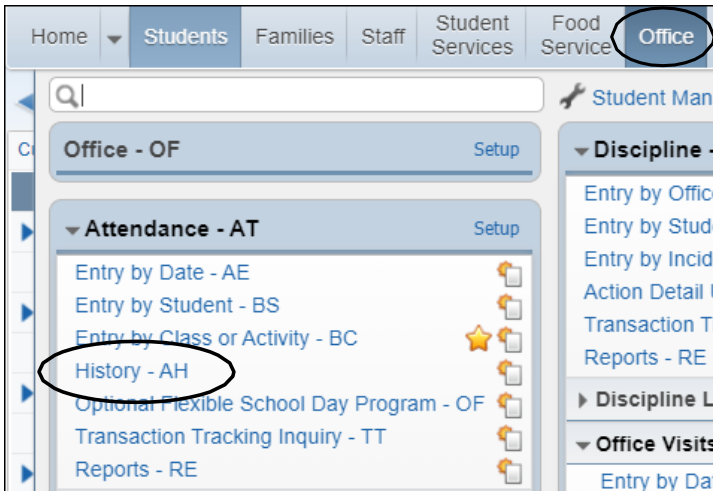 Home Students Families Staff Student Services Food Service Office
Student Man
Office - OF Setup
Attendance - AT Setup
Entry by Date - AE
Entry by Student - BS
Entry by Class or Activity - BC
History - AH
Optional Flexible School Day Program - OF
Transaction Tracking Inquiry - TT
Reports - RE
Discipline -
Entry by Offic
Entry by Stud
Entry by Incid
Action Detail
Transaction T
Reports - RE
Discipline L
Office Visits
Entry by Da